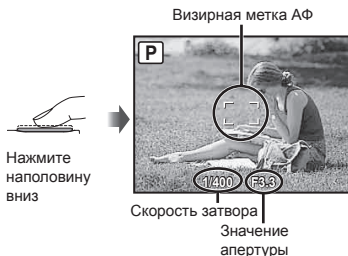 Визирная метка АФ
P
Нажмите
наполовину
вниз
1/400 F3.3
Скорость затвора
Значение
апертуры